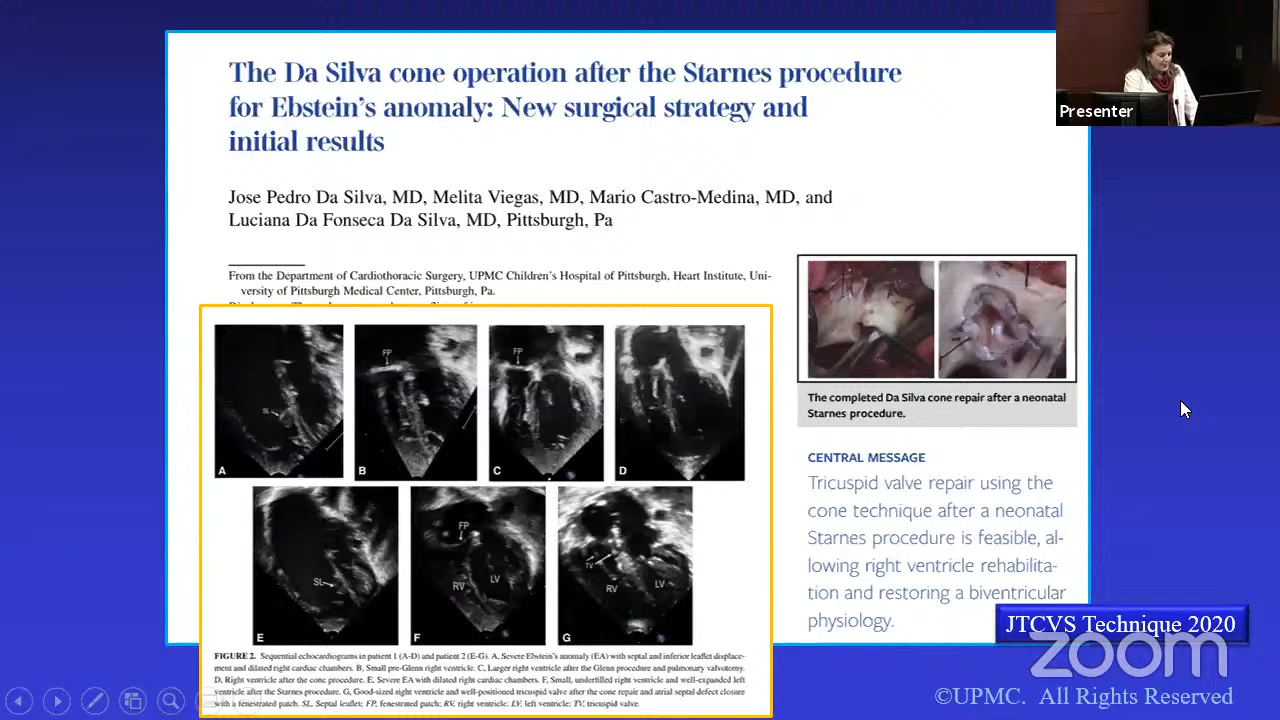 The Da Silva cone operation after the Starnes procedure
for Ebstein's anomaly: New surgical strategy and
initial results
Presenter
Jose Pedro Da Silva, MD, Melita Viegas, MD, Mario Castro-Medina, MD, and
Luciana Da Fonseca Da Silva, MD, Pittsburgh, Pa
From the Department of Cardiothoracic Surgery, UPMC Children's Hospital of Pittsburgh, Heart Institute, Uni-
versity of Pittsburgh Medical Center, Pittsburgh, Pa.
SL
A
FP
B
FP
C
D
SL
E
FP
RV
LV
F
TV
RV
LV
G
FIGURE 2. Sequential echocardiograms in patient 1 (A-D) and patient 2 (E-G). A, Severe Ebstein's anomaly (EA) with septal and inferior leaflet displace-
ment and dilated right cardiac chambers. B, Small pre-Glenn right ventricle. C, Larger right ventricle after the Glenn procedure and pulmonary valvotomy.
D, Right ventricle after the cone procedure. E, Severe EA with dilated right cardiac chambers. F, Small, underfilled right ventricle and well-expanded left
ventricle after the Starnes procedure. G, Good-sized right ventricle and well-positioned tricuspid valve after the cone repair and atrial septal defect closure
with a fenestrated patch. SL, Septal leaflet; FP, fenestrated patch; RV, right ventricle; LV, left ventricle; TV, tricuspid valve.
The completed Da Silva cone repair after a neonatal
Starnes procedure.
CENTRAL MESSAGE
Tricuspid valve repair using the
cone technique after a neonatal
Starnes procedure is feasible, al-
lowing right ventricle rehabilita-
tion and restoring a biventricular
physiology.
JTCVS Technique 2020
zoom
©UPMC. All Rights Reserved